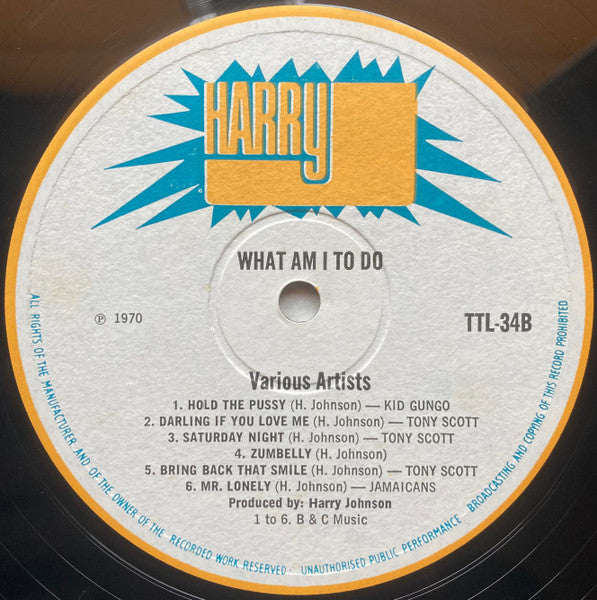 HARRY
WHAT AM I TO DO
℗ 1970
TTL-34B
Various Artists
1. HOLD THE PUSSY (H. Johnson) — KID GUNGO
2. DARLING IF YOU LOVE ME (H. Johnson) — TONY SCOTT
3. SATURDAY NIGHT (H. Johnson) — TONY SCOTT
4. ZUMBELLY (H. Johnson)
5. BRING BACK THAT SMILE (H. Johnson) — TONY SCOTT
6. MR. LONELY (H. Johnson) — JAMAICANS
Produced by: Harry Johnson
1 to 6. B & C Music
ALL RIGHTS OF THE MANUFACTURER AND OF THE OWNER OF THE RECORDED WORK RESERVED - UNAUTHORISED PUBLIC PERFORMANCE, BROADCASTING AND COPYING OF THIS RECORD PROHIBITED